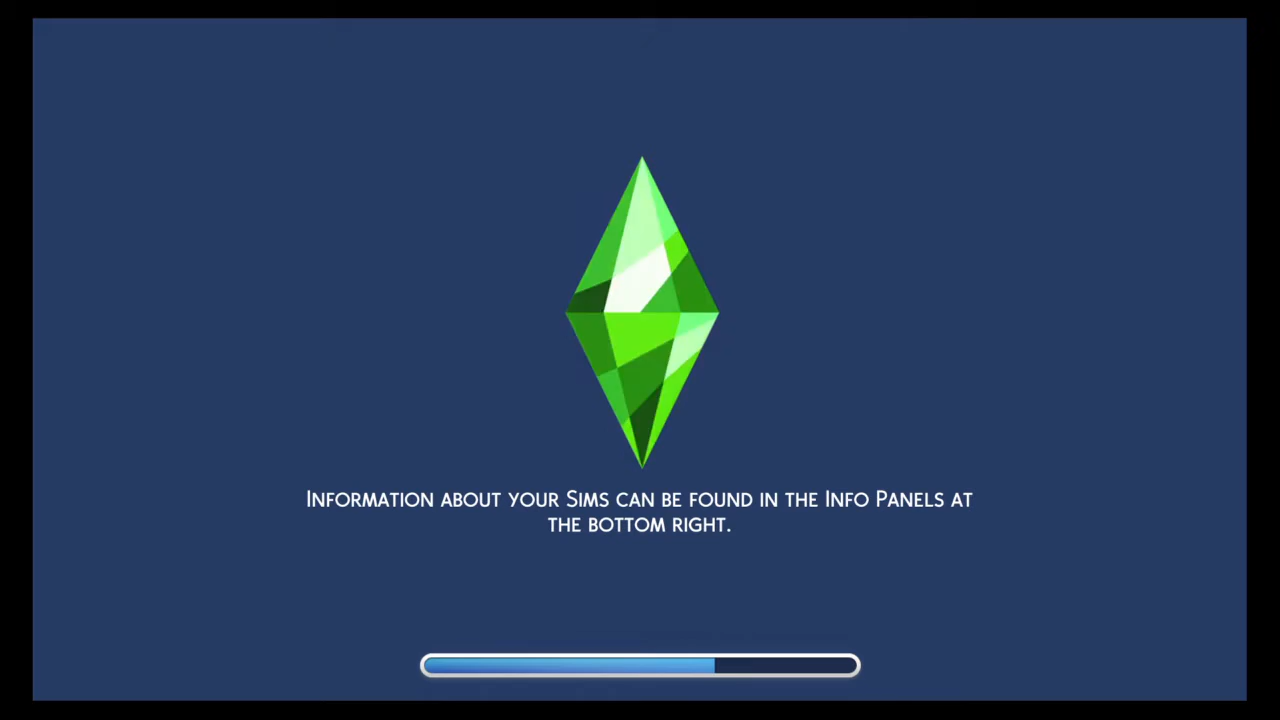 Information about your Sims can be found in the Info Panels at
the bottom right.